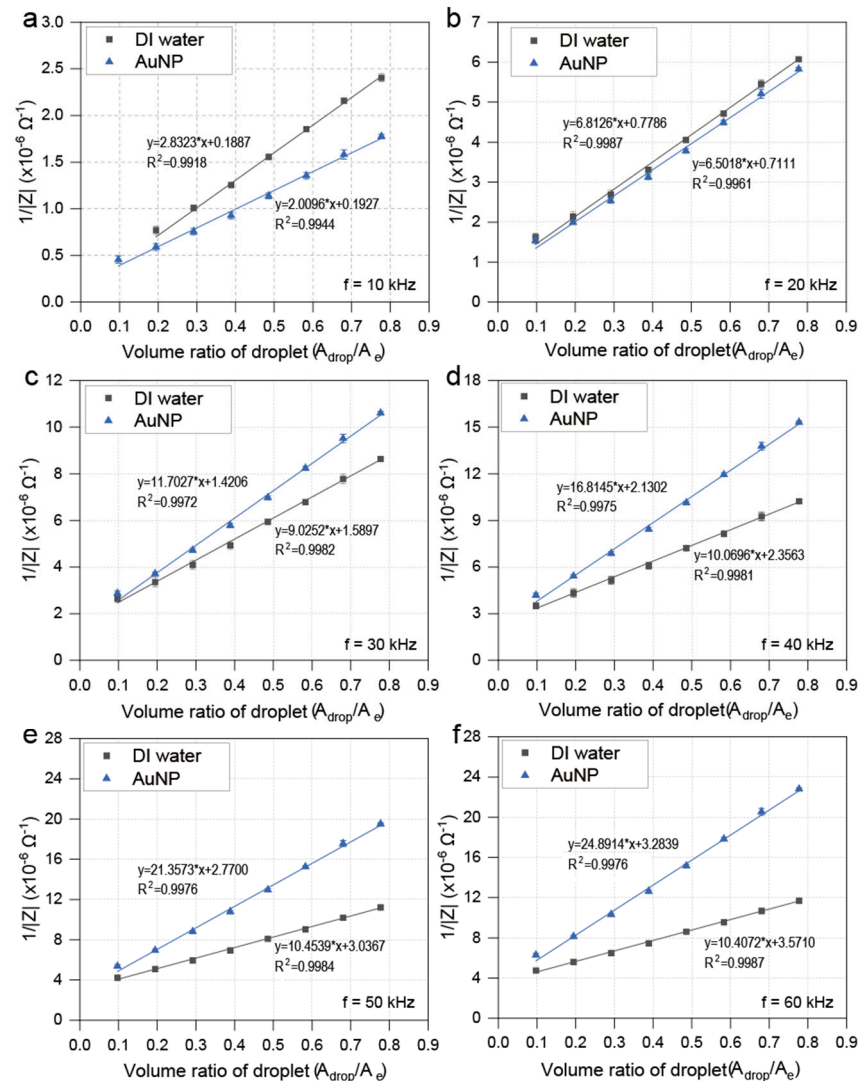 a
DI water
AuNP
3.0
2.5
2.0
1.5
1.0
0.5
0.0
1/|Z| (x10⁻⁶ Ω⁻¹)
y=2.8323*x+0.1887
R²=0.9918
y=2.0096*x+0.1927
R²=0.9944
f = 10 kHz
0.0 0.1 0.2 0.3 0.4 0.5 0.6 0.7 0.8 0.9
Volume ratio of droplet (A_drop/A_e)
b
DI water
AuNP
7
6
5
4
3
2
1
0
1/|Z| (x10⁻⁶ Ω⁻¹)
y=6.8126*x+0.7786
R²=0.9987
y=6.5018*x+0.7111
R²=0.9961
f = 20 kHz
0.0 0.1 0.2 0.3 0.4 0.5 0.6 0.7 0.8 0.9
Volume ratio of droplet(A_drop/A_e)
c
DI water
AuNP
12
10
8
6
4
2
0
1/|Z| (x10⁻⁶ Ω⁻¹)
y=11.7027*x+1.4206
R²=0.9972
y=9.0252*x+1.5897
R²=0.9982
f = 30 kHz
0.0 0.1 0.2 0.3 0.4 0.5 0.6 0.7 0.8 0.9
Volume ratio of droplet(A_drop/A_e)
d
DI water
AuNP
18
15
12
9
6
3
0
1/|Z| (x10⁻⁶ Ω⁻¹)
y=16.8145*x+2.1302
R²=0.9975
y=10.0696*x+2.3563
R²=0.9981
f = 40 kHz
0.0 0.1 0.2 0.3 0.4 0.5 0.6 0.7 0.8 0.9
Volume ratio of droplet(A_drop/A_e)
e
DI water
AuNP
28
24
20
16
12
8
4
0
1/|Z| (x10⁻⁶ Ω⁻¹)
y=21.3573*x+2.7700
R²=0.9976
y=10.4539*x+3.0367
R²=0.9984
f = 50 kHz
0.0 0.1 0.2 0.3 0.4 0.5 0.6 0.7 0.8 0.9
Volume ratio of droplet (A_drop/A_e)
f
DI water
AuNP
28
24
20
16
12
8
4
0
1/|Z| (x10⁻⁶ Ω⁻¹)
y=24.8914*x+3.2839
R²=0.9976
y=10.4072*x+3.5710
R²=0.9987
f = 60 kHz
0.0 0.1 0.2 0.3 0.4 0.5 0.6 0.7 0.8 0.9
Volume ratio of droplet(A_drop/A_e)